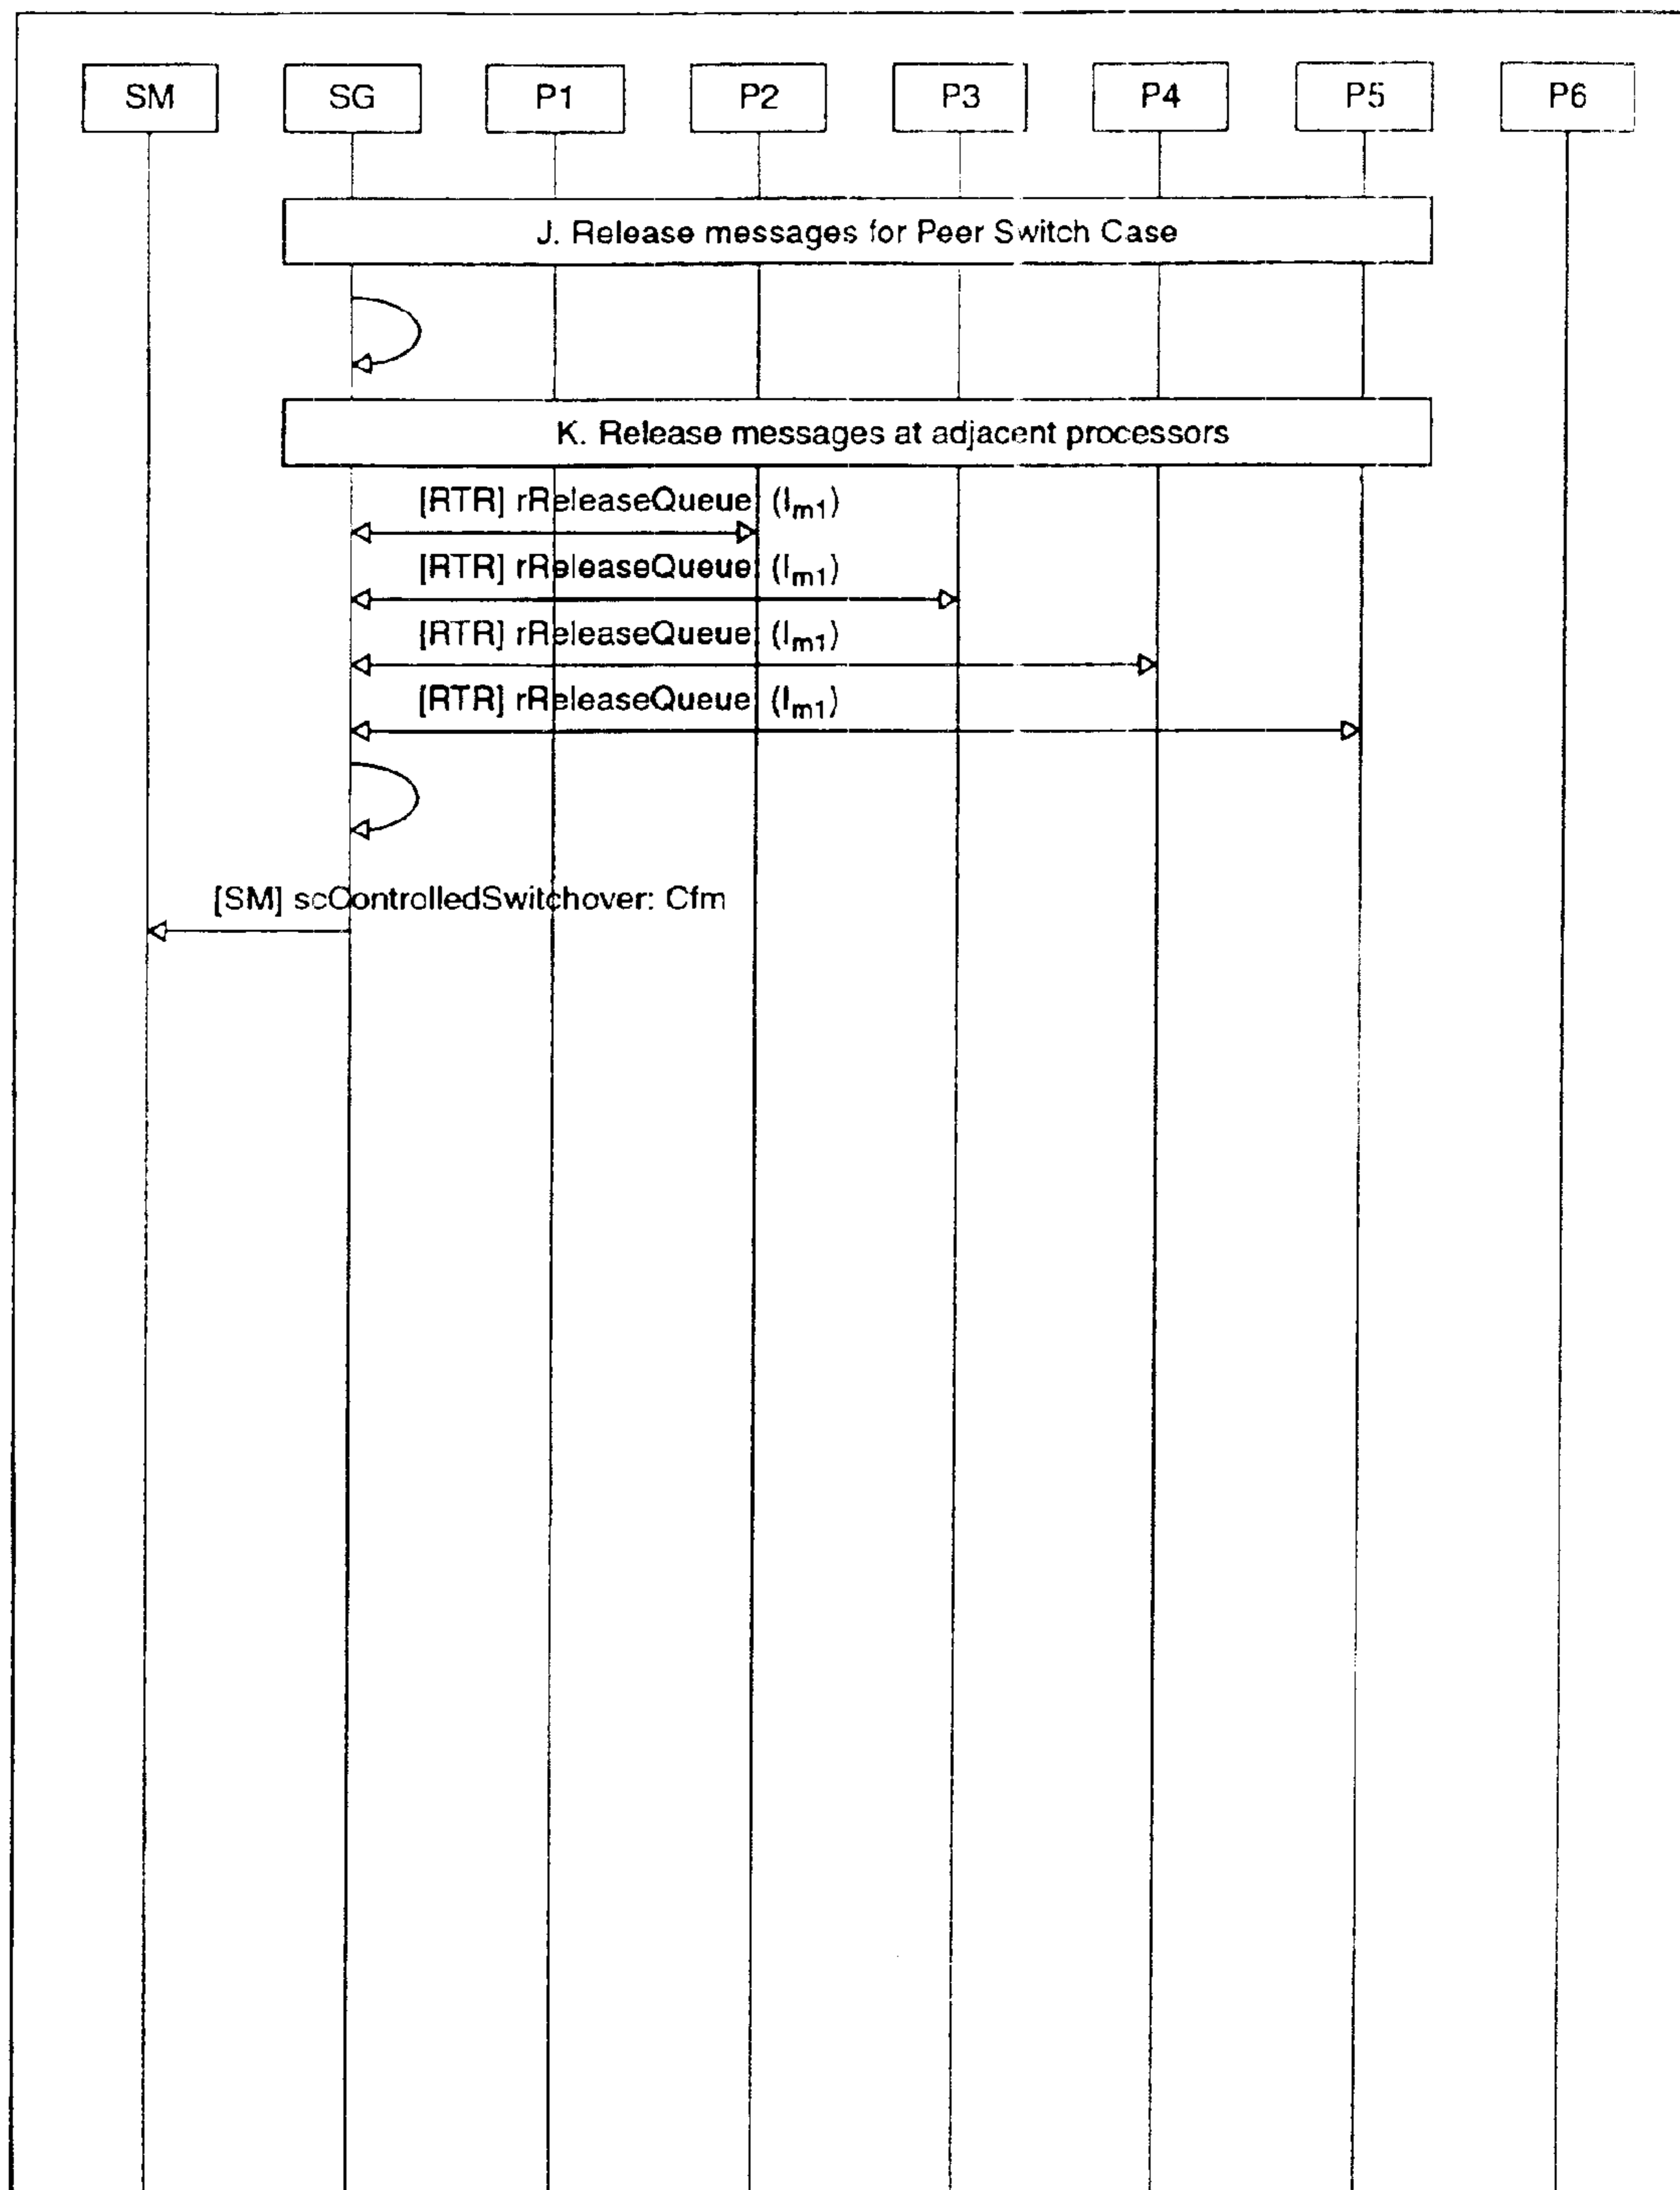 SM SG P1 P2 P3 P4 P5 P6
J. Release messages for Peer Switch Case
K. Release messages at adjacent processors
[RTR] rReleaseQueue (Im1)
[RTR] rReleaseQueue (Im1)
[RTR] rReleaseQueue (Im1)
[RTR] rReleaseQueue (Im1)
[SM] scControlledSwitchover: Cfm